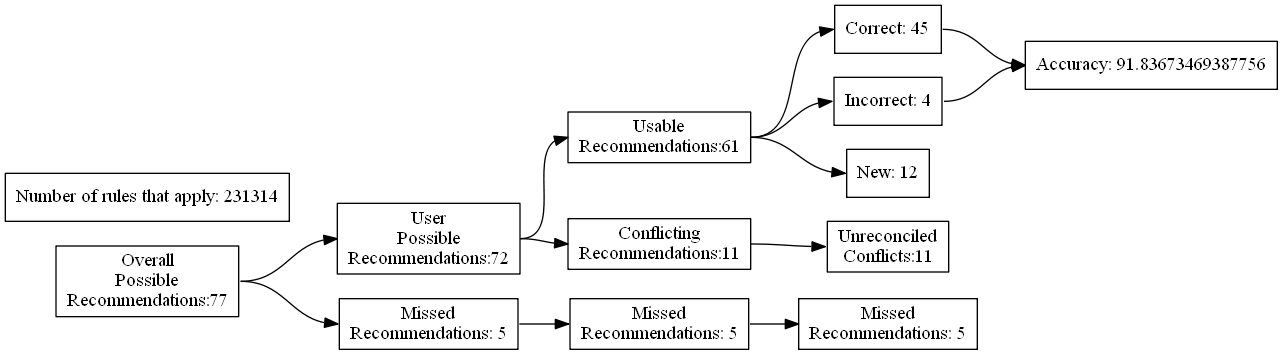 Number of rules that apply: 231314
Overall
Possible
Recommendations:77
User
Possible
Recommendations:72
Missed
Recommendations: 5
Usable
Recommendations:61
Conflicting
Recommendations:11
Missed
Recommendations: 5
Correct: 45
Incorrect: 4
New: 12
Unreconciled
Conflicts:11
Missed
Recommendations: 5
Accuracy: 91.83673469387756